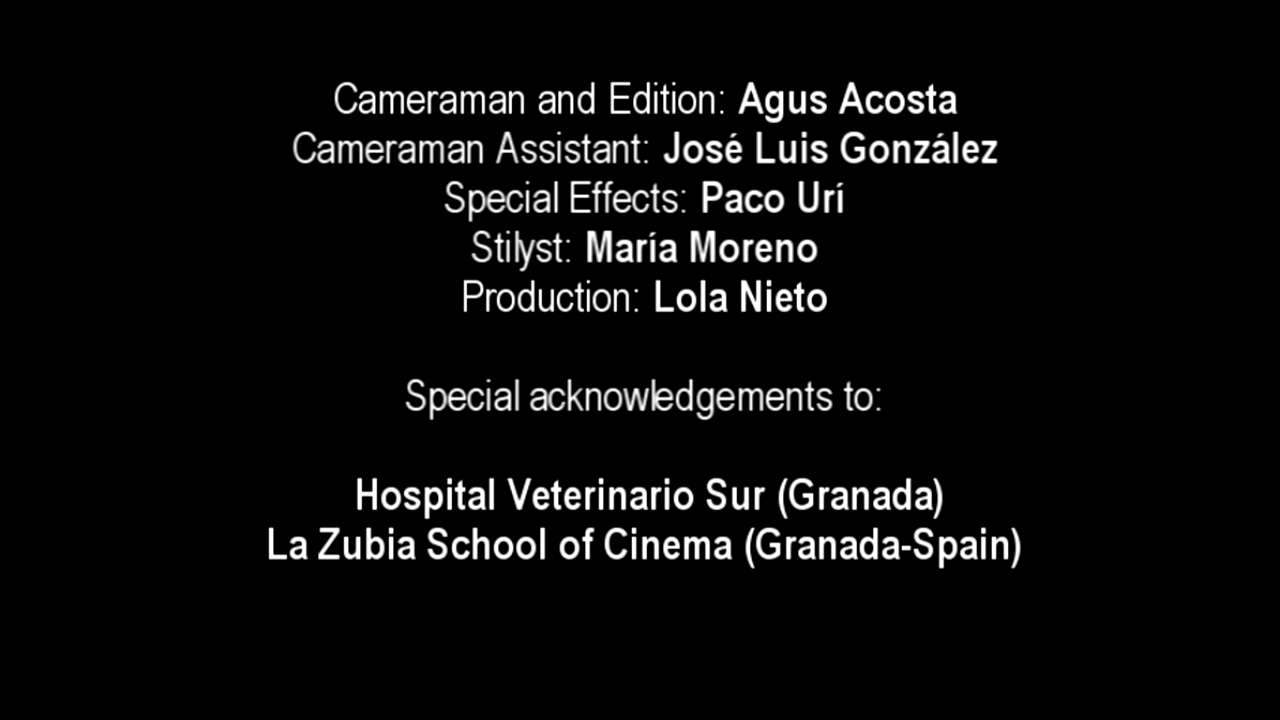 Cameraman and Edition: Agus Acosta
Cameraman Assistant: José Luis González
Special Effects: Paco Urí
Stilyst: María Moreno
Production: Lola Nieto
Special acknowledgements to:
Hospital Veterinario Sur (Granada)
La Zubia School of Cinema (Granada-Spain)